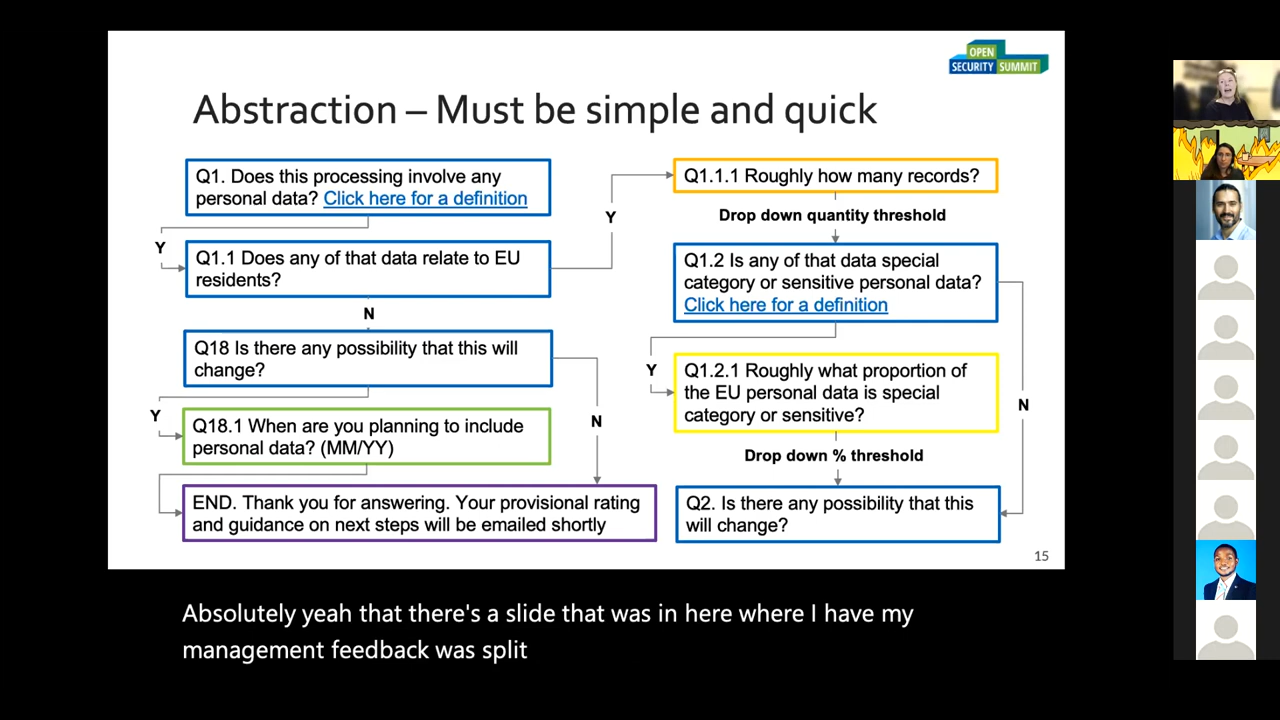 OPEN
SECURITY SUMMIT
Abstraction – Must be simple and quick
Q1. Does this processing involve any
personal data? Click here for a definition
Y
Q1.1 Does any of that data relate to EU
residents?
N
Q18 Is there any possibility that this will
change?
Y
Q18.1 When are you planning to include
personal data? (MM/YY)
N
END. Thank you for answering. Your provisional rating
and guidance on next steps will be emailed shortly
Y
Q1.1.1 Roughly how many records?
Drop down quantity threshold
Q1.2 Is any of that data special
category or sensitive personal data?
Click here for a definition
Y
Q1.2.1 Roughly what proportion of
the EU personal data is special
category or sensitive?
N
Drop down % threshold
Q2. Is there any possibility that this
will change?
15
Absolutely yeah that there's a slide that was in here where I have my
management feedback was split